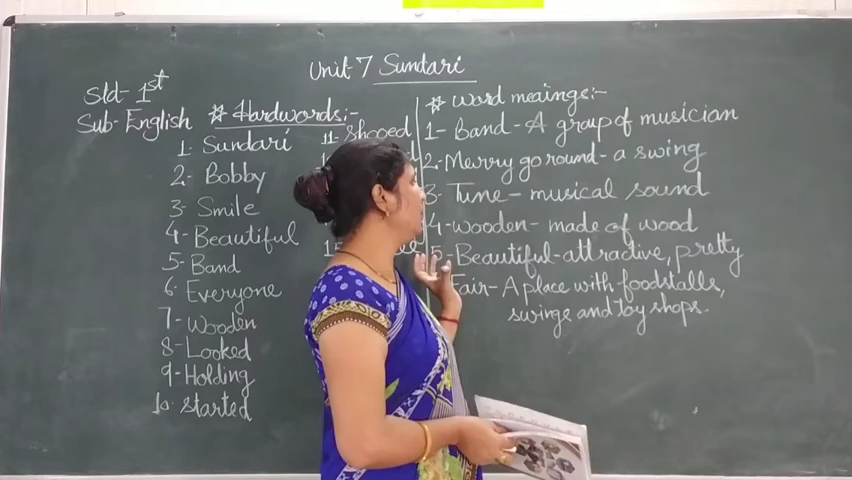 Unit-7 Sundari
Std- 1st
Sub- English
* Hardwords:-
1. Sundari
2. Bobby
3- Smile
4- Beautiful
5- Band
6- Everyone
7- Wooden
8- Looked
9- Holding
10. Started
11- Shooed
* Word meaings:-
1- Band - A group of musician
2.- Merry go round - a swing
3- Tune - musical sound
4- wooden - made of wood
5.- Beautiful - attractive, pretty
Fair - A place with foodstalls,
swings and toy shops.